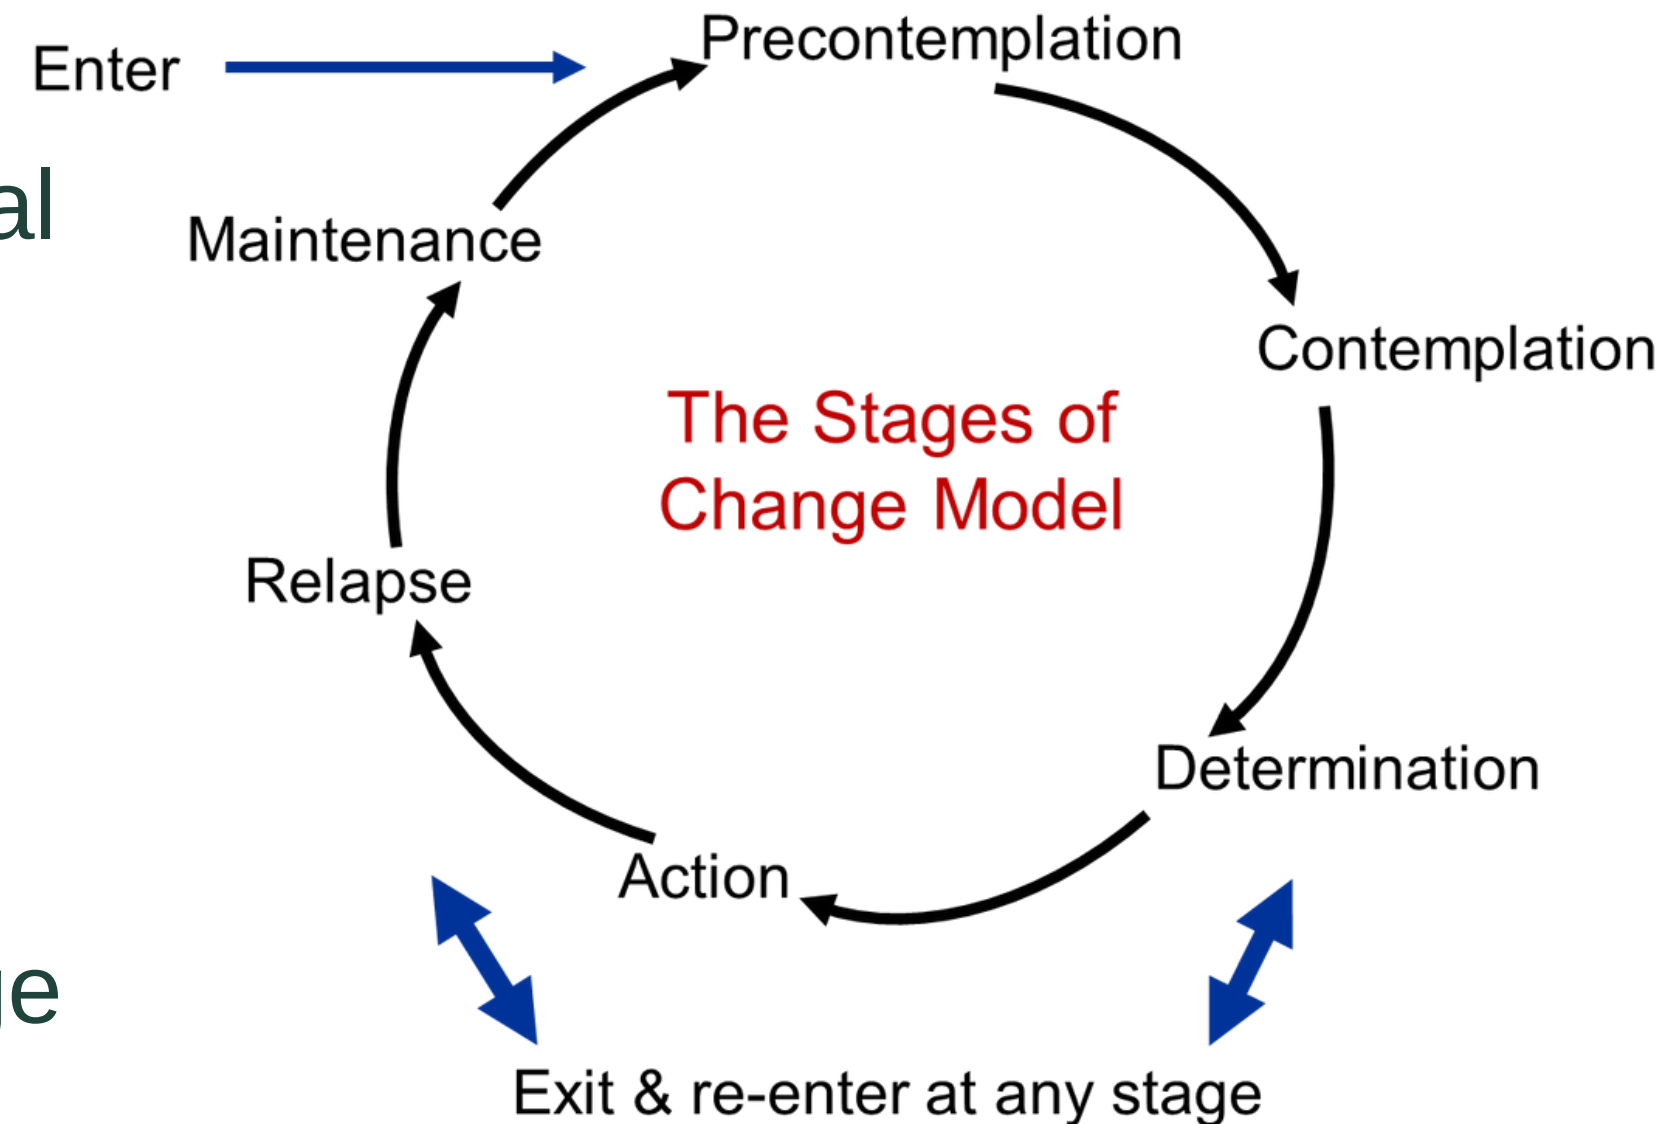 Precontemplation
Enter
al
Maintenance
Contemplation
The Stages of
Change Model
Relapse
Determination
Action
ge
Exit & re-enter at any stage